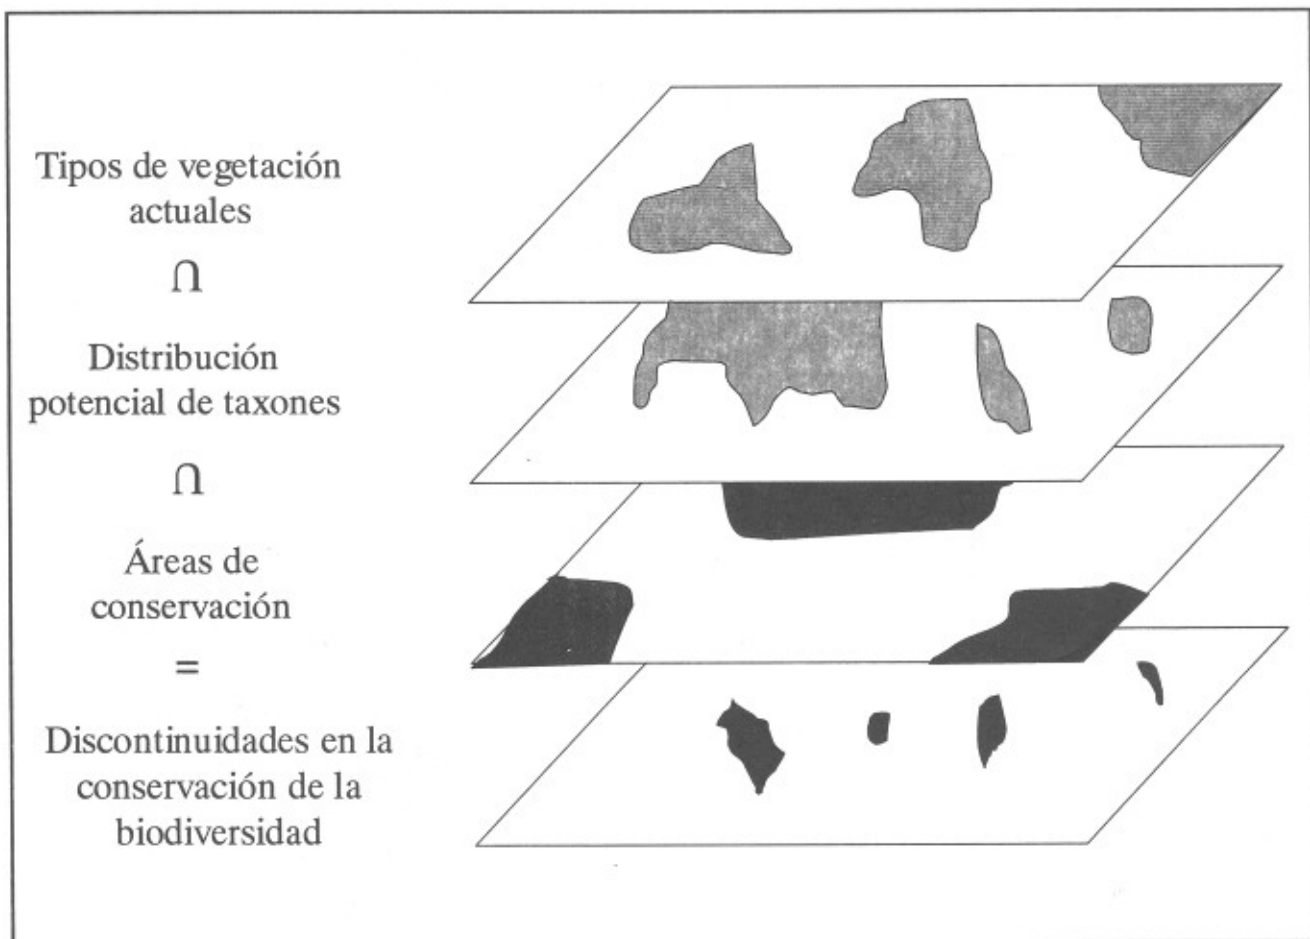 Tipos de vegetación
actuales
∩
Distribución
potencial de taxones
∩
Áreas de
conservación
=
Discontinuidades en la
conservación de la
biodiversidad